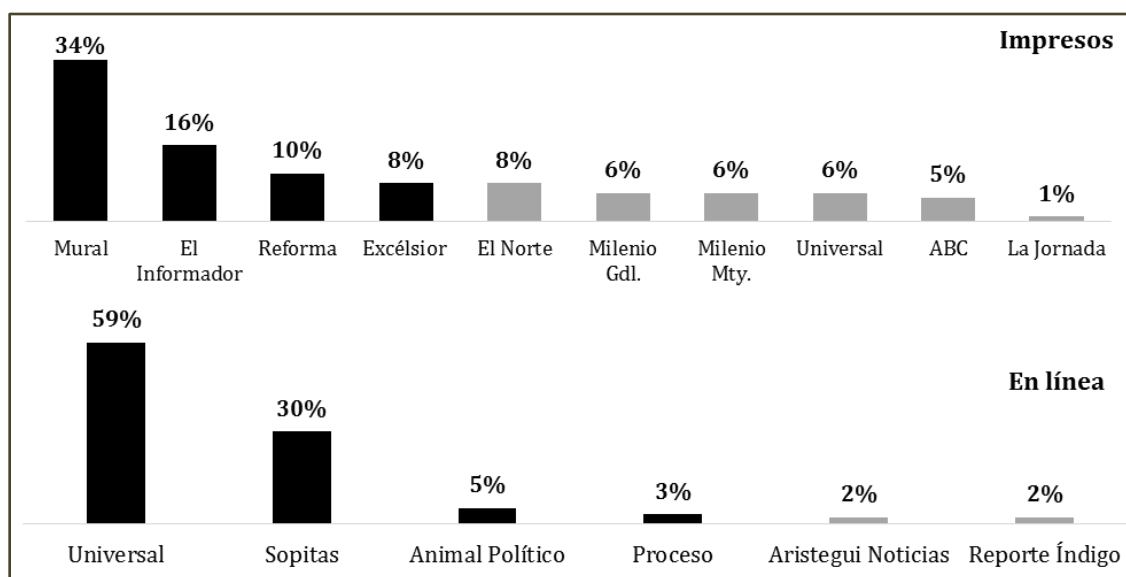 Impresos
34%
16%
10%
8%
8%
6%
6%
6%
5%
1%
Mural
El
Informador
Reforma
Excélsior
El Norte
Milenio
Gdl.
Milenio
Mty.
Universal
ABC
La Jornada
En línea
59%
30%
5%
3%
2%
2%
Universal
Sopitas
Animal Político
Proceso
Aristegui Noticias
Reporte Índigo